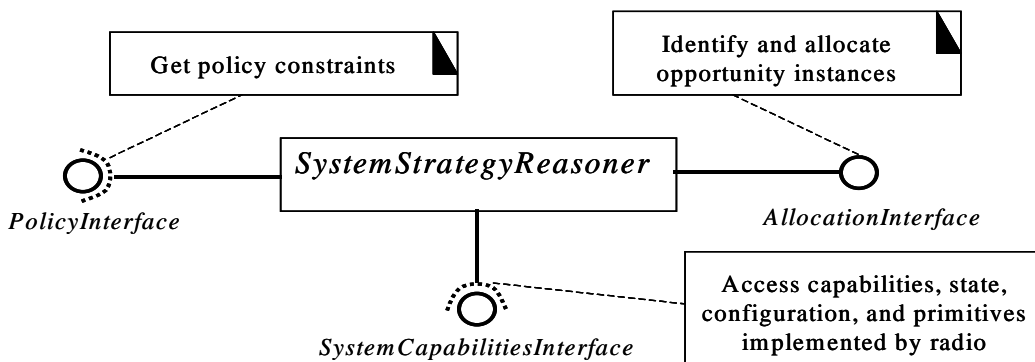 Get policy constraints
Identify and allocate
opportunity instances
SystemStrategyReasoner
PolicyInterface
AllocationInterface
SystemCapabilitiesInterface
Access capabilities, state,
configuration, and primitives
implemented by radio